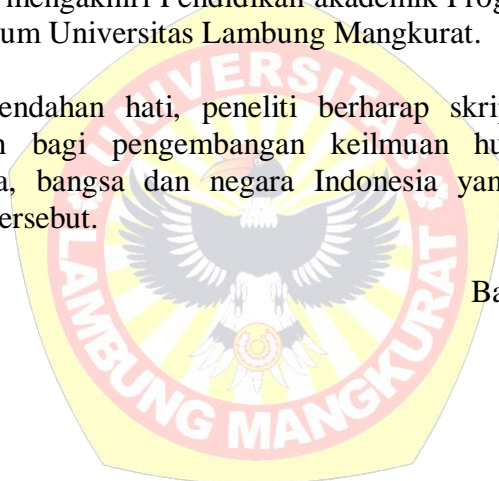 mengakhiri Pendidikan akademik Prog
um Universitas Lambung Mangkurat.
endahan hati, peneliti berharap skrip
bagi pengembangan keilmuan hu
a, bangsa dan negara Indonesia yan
ersebut.
Ba
UNIVERSITAS
LAMBUNG MANGKURAT